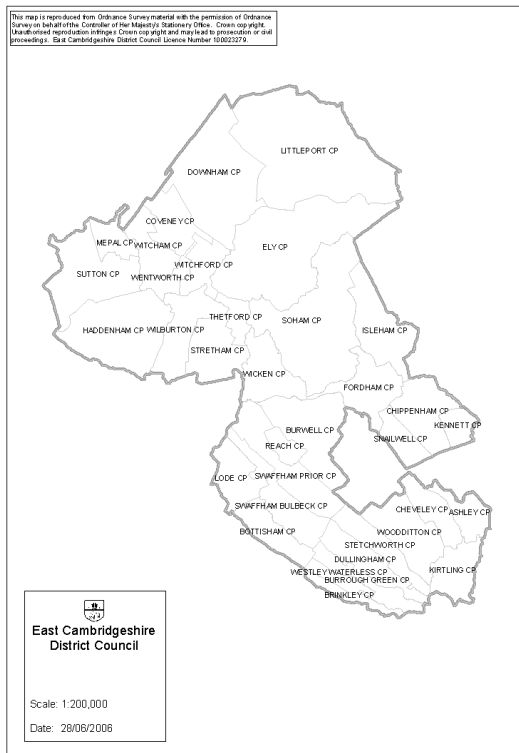 This map is reproduced from Ordnance Survey material with the permission of Ordnance
Survey on behalf of the Controller of Her Majesty's Stationery Office. Crown copyright.
Unauthorised reproduction infringes Crown copyright and may lead to prosecution or civil
proceedings. East Cambridgeshire District Council Licence Number 100023279.
LITTLEPORT CP
DOWNHAM CP
COVENEY CP
MEPAL CP
WITCHAM CP
ELY CP
WITCHFORD CP
SUTTON CP
WENTWORTH CP
THETFORD CP
SOHAM CP
HADDENHAM CP
WILBURTON CP
ISLEHAM CP
STRETHAM CP
WICKEN CP
FORDHAM CP
CHIPPENHAM CP
KENNETT CP
BURWELL CP
SNAILWELL CP
REACH CP
LODE CP
SWAFFHAM PRIOR CP
SWAFFHAM BULBECK CP
CHEVELEY CP
ASHLEY CP
BOTTISHAM CP
WOODDITTON CP
STETCHWORTH CP
DULLINGHAM CP
WESTLEY WATERLESS CP
KIRTLING CP
BURROUGH GREEN CP
BRINKLEY CP
East Cambridgeshire
District Council
Scale: 1:200,000
Date: 28/06/2006